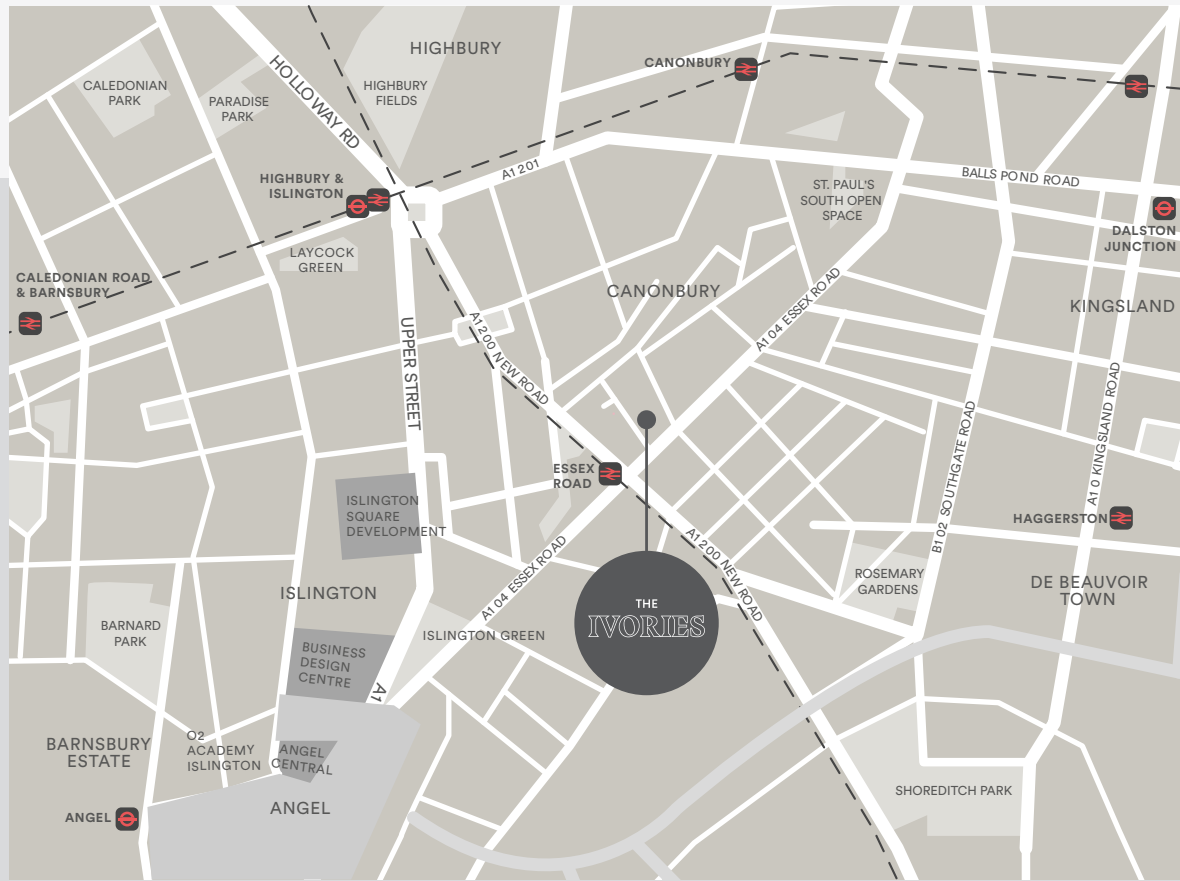 HIGHBURY
CANONBURY
HOLLOWAY RD
CALEDONIAN
PARK
PARADISE
PARK
HIGHBURY
FIELDS
A1201
BALLS POND ROAD
HIGHBURY &
ISLINGTON
ST. PAUL'S
SOUTH OPEN
SPACE
DALSTON
JUNCTION
LAYCOCK
GREEN
CALEDONIAN ROAD
& BARNSBURY
CANONBURY
KINGSLAND
A104 ESSEX ROAD
UPPER STREET
A1200 NEW ROAD
B102 SOUTHGATE ROAD
A10 KINGSLAND ROAD
ESSEX
ROAD
ISLINGTON
SQUARE
DEVELOPMENT
HAGGERSTON
A104 ESSEX ROAD
A1200 NEW ROAD
ROSEMARY
GARDENS
DE BEAUVOIR
TOWN
ISLINGTON
THE
IVORIES
BARNARD
PARK
ISLINGTON GREEN
BUSINESS
DESIGN
CENTRE
A1
BARNSBURY
ESTATE
O2
ACADEMY
ISLINGTON
ANGEL
CENTRAL
SHOREDITCH PARK
ANGEL
ANGEL